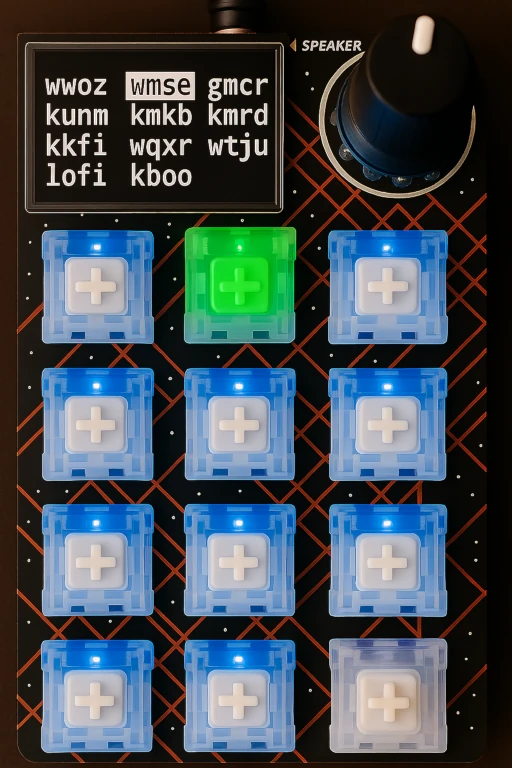 SPEAKER
wwoz wmse gmcr
kunm kmkb kmrd
kkfi wqxr wtju
lofi kboo